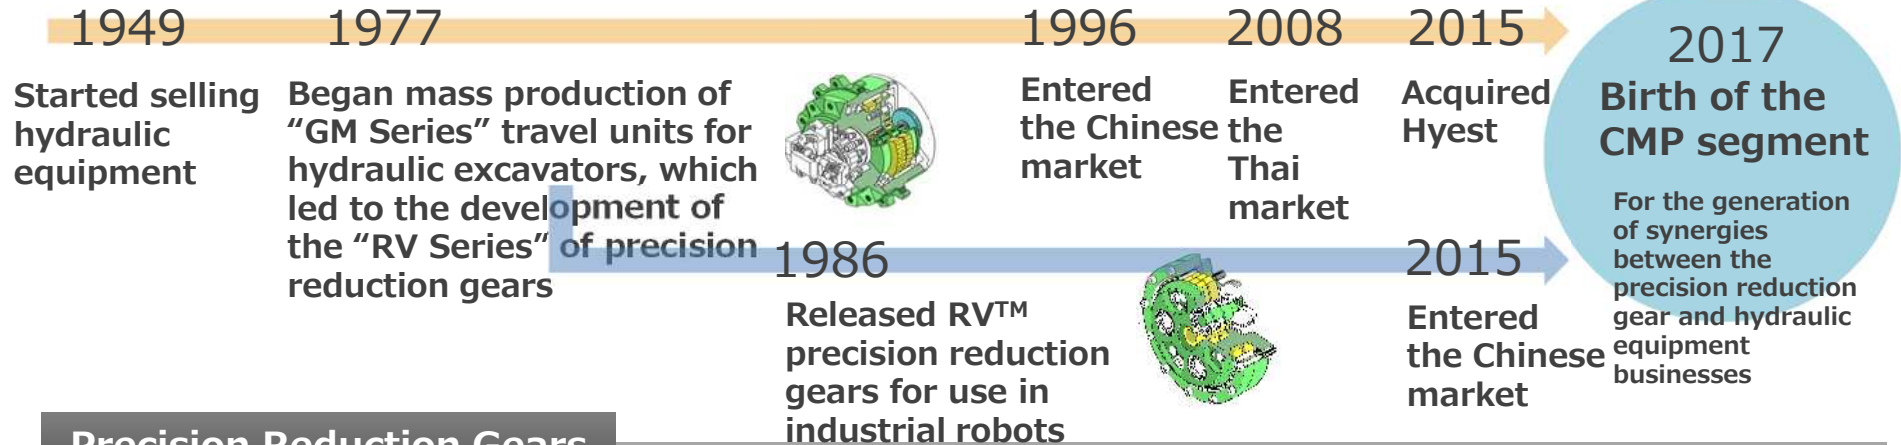 1949
Started selling
hydraulic
equipment
1977
Began mass production of
“GM Series” travel units for
hydraulic excavators, which
led to the development of
the “RV Series” of precision
reduction gears
1996
Entered
the Chinese
market
2008
Entered
the
Thai
market
2015
Acquired
Hyest
1986
Released RV™
precision reduction
gears for use in
industrial robots
2015
Entered
the Chinese
market
2017
Birth of the
CMP segment
For the generation
of synergies
between the
precision reduction
gear and hydraulic
equipment
businesses
Precision Reduction Gears